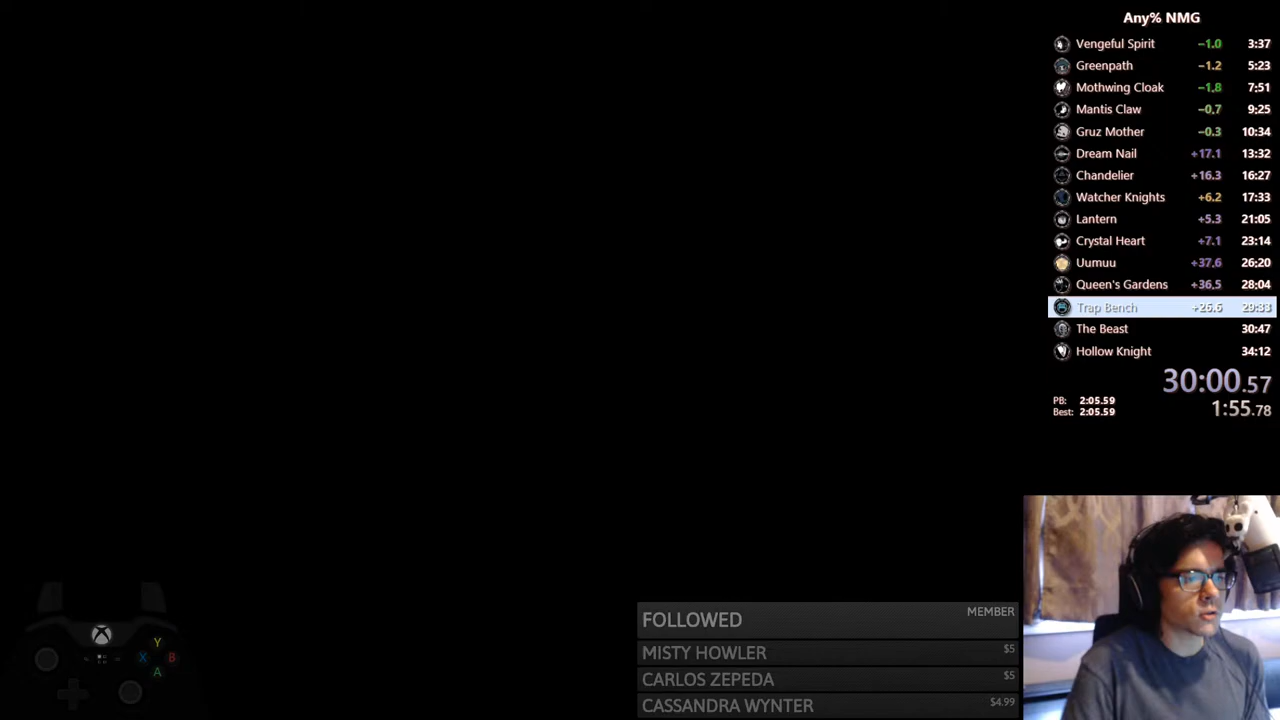 Any% NMG
Vengeful Spirit −1.0 3:37
Greenpath −1.2 5:23
Mothwing Cloak −1.8 7:51
Mantis Claw −0.7 9:25
Gruz Mother −0.3 10:34
Dream Nail +17.1 13:32
Chandelier +16.3 16:27
Watcher Knights +6.2 17:33
Lantern +5.3 21:05
Crystal Heart +7.1 23:14
Uumuu +37.6 26:20
Queen's Gardens +36.5 28:04
Trap Bench +26.6 29:33
The Beast 30:47
Hollow Knight 34:12
30:00.57
PB: 2:05.59 1:55.78
Best: 2:05.59
Y
X B
A
FOLLOWED MEMBER
MISTY HOWLER $5
CARLOS ZEPEDA $5
CASSANDRA WYNTER $4.99